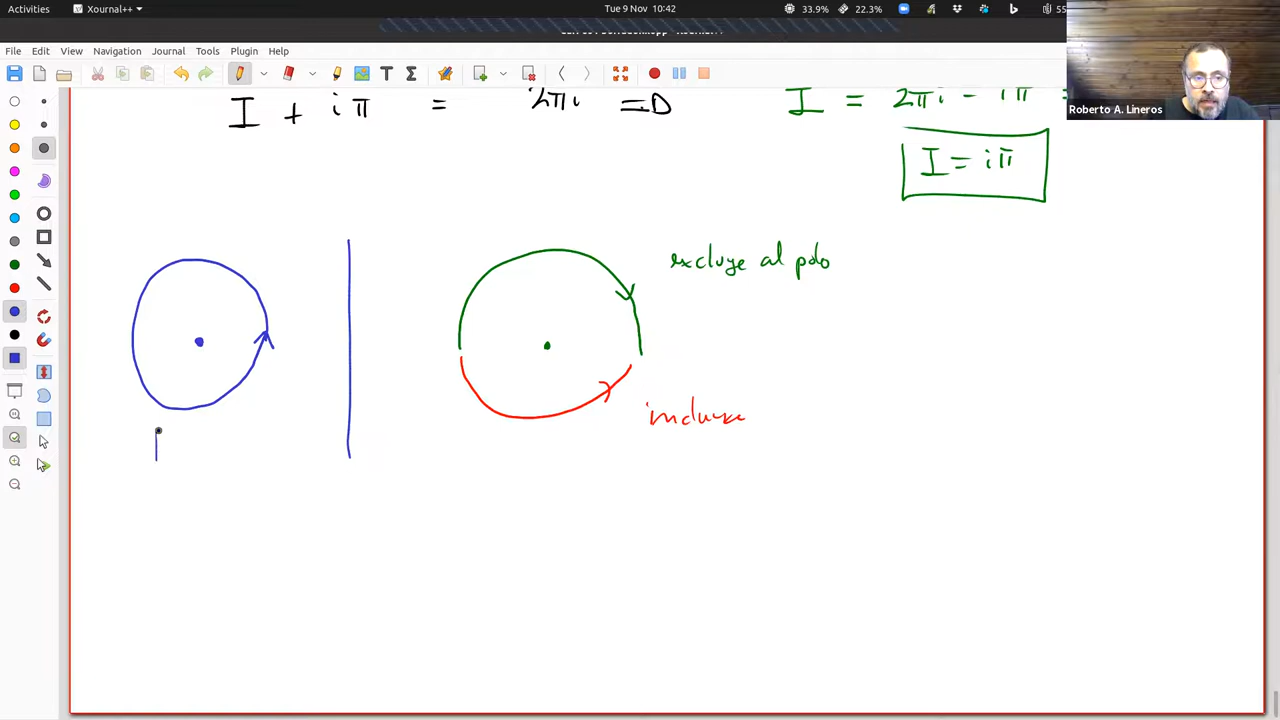 Activities
Xournal++
Tue 9 Nov 10:42
33.9%
22.3%
File Edit View Navigation Journal Tools Plugin Help
Roberto A. Lineros
I + iπ = 2πi =D
I = 2πi - iπ =
I = iπ
excluye al polo